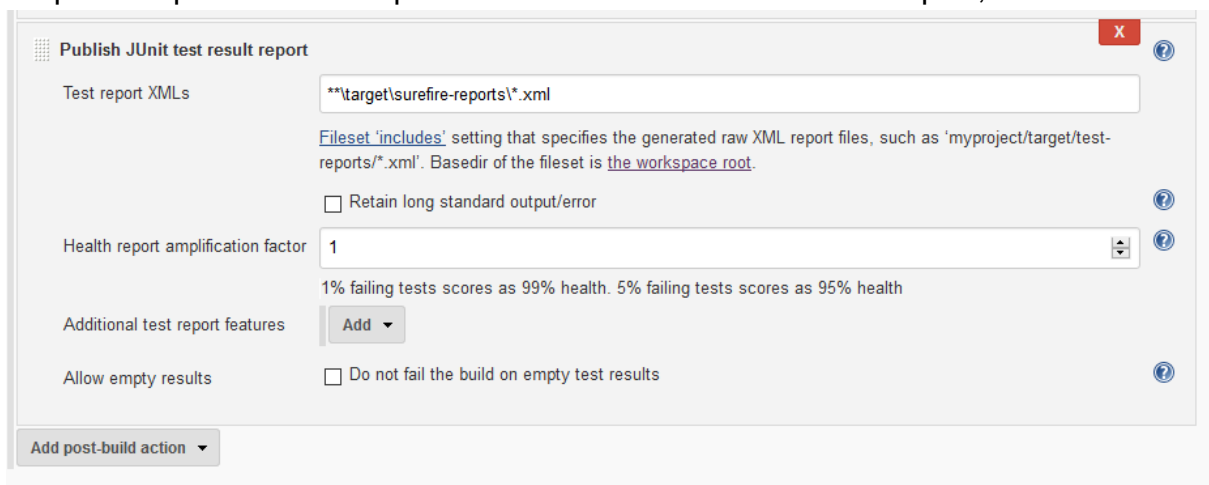 Publish JUnit test result report
X
Test report XMLs
**\target\surefire-reports\*.xml
Fileset ‘includes’ setting that specifies the generated raw XML report files, such as ‘myproject/target/test-
reports/*.xml’. Basedir of the fileset is the workspace root.
Retain long standard output/error
Health report amplification factor
1
1% failing tests scores as 99% health. 5% failing tests scores as 95% health
Additional test report features
Add
Allow empty results
Do not fail the build on empty test results
Add post-build action